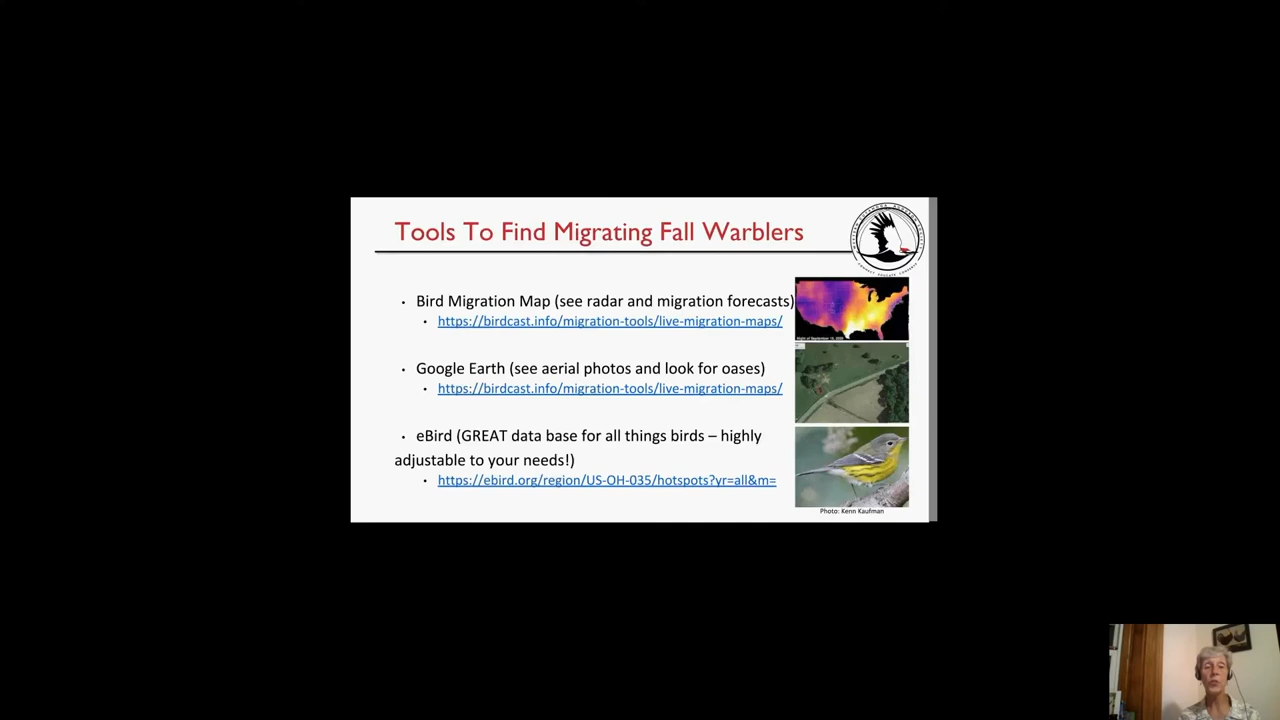 Tools To Find Migrating Fall Warblers
• Bird Migration Map (see radar and migration forecasts)
• https://birdcast.info/migration-tools/live-migration-maps/
• Google Earth (see aerial photos and look for oases)
• https://birdcast.info/migration-tools/live-migration-maps/
• eBird (GREAT data base for all things birds – highly
adjustable to your needs!)
• https://ebird.org/region/US-OH-035/hotspots?yr=all&m=
Photo: Kenn Kaufman